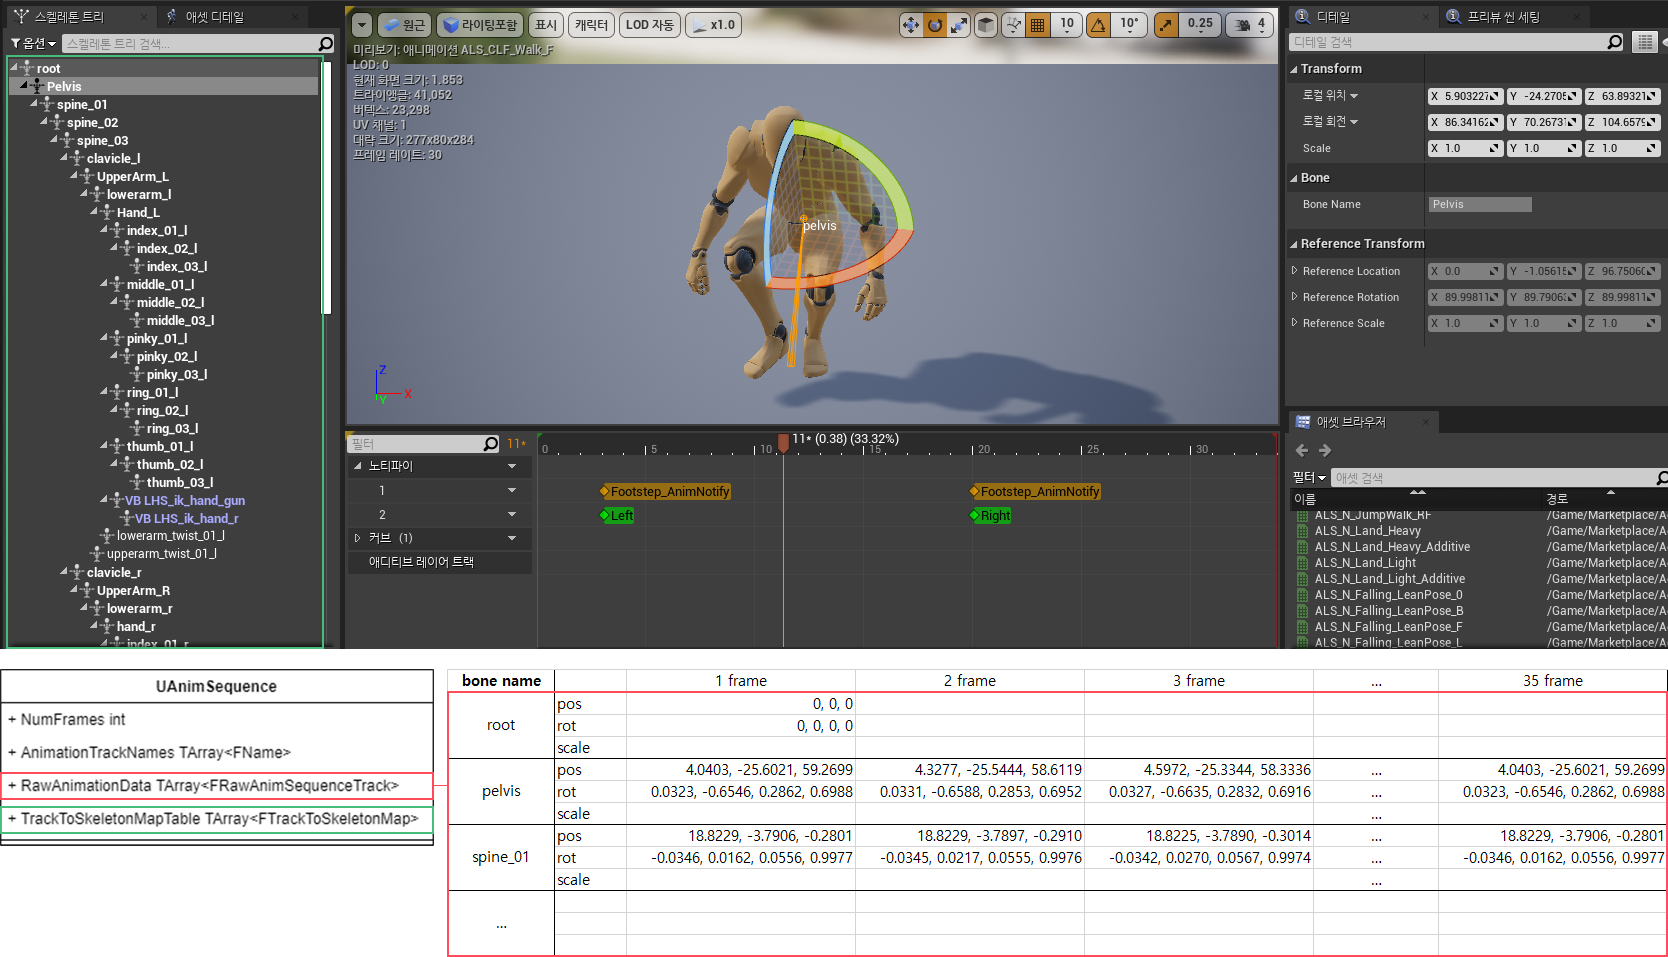 스켈레톤 트리
애셋 디테일
옵션
스켈레톤 트리 검색...
root
Pelvis
spine_01
spine_02
spine_03
clavicle_l
UpperArm_L
lowerarm_l
Hand_L
index_01_l
index_02_l
index_03_l
middle_01_l
middle_02_l
middle_03_l
pinky_01_l
pinky_02_l
pinky_03_l
ring_01_l
ring_02_l
ring_03_l
thumb_01_l
thumb_02_l
thumb_03_l
VB LHS_ik_hand_gun
VB LHS_ik_hand_r
lowerarm_twist_01_l
upperarm_twist_01_l
clavicle_r
UpperArm_R
lowerarm_r
hand_r
index_01_r
원근
라이팅포함
표시
캐릭터
LOD 자동
x1.0
10
10°
0.25
4
미리보기: 애니메이션 ALS_CLF_Walk_F
LOD: 0
현재 화면 크기: 1.853
트라이앵글: 41,052
버텍스: 23,298
UV 채널: 1
대략 크기: 277x80x284
프레임 레이트: 30
pelvis
Z
X
Y
필터
11*
0
5
10
11* (0.38) (33.32%)
15
20
25
30
노티파이
1
Footstep_AnimNotify
Footstep_AnimNotify
2
Left
Right
커브 (1)
애디티브 레이어 트랙
디테일
프리뷰 씬 세팅
디테일 검색
Transform
로컬 위치 X 5.903227 Y -24.2705 Z 63.89321
로컬 회전 X 86.34162 Y 70.26731 Z 104.6579
Scale X 1.0 Y 1.0 Z 1.0
Bone
Bone Name Pelvis
Reference Transform
Reference Location X 0.0 Y -1.05615 Z 96.75060
Reference Rotation X 89.99811 Y 89.79063 Z 89.99811
Reference Scale X 1.0 Y 1.0 Z 1.0
애셋 브라우저
필터
애셋 검색
이름 경로
ALS_N_JumpWalk_RF /Game/Marketplace/A
ALS_N_Land_Heavy /Game/Marketplace/A
ALS_N_Land_Heavy_Additive /Game/Marketplace/A
ALS_N_Land_Light /Game/Marketplace/A
ALS_N_Land_Light_Additive /Game/Marketplace/A
ALS_N_Falling_LeanPose_0 /Game/Marketplace/A
ALS_N_Falling_LeanPose_B /Game/Marketplace/A
ALS_N_Falling_LeanPose_F /Game/Marketplace/A
ALS_N_Falling_LeanPose_L /Game/Marketplace/A
UAnimSequence
+ NumFrames int
+ AnimationTrackNames TArray<FName>
+ RawAnimationData TArray<FRawAnimSequenceTrack>
+ TrackToSkeletonMapTable TArray<FTrackToSkeletonMap>
bone name 1 frame 2 frame 3 frame ... 35 frame
root
pos 0, 0, 0
rot 0, 0, 0, 0
scale
pelvis
pos 4.0403, -25.6021, 59.2699 4.3277, -25.5444, 58.6119 4.5972, -25.3344, 58.3336 ... 4.0403, -25.6021, 59.2699
rot 0.0323, -0.6546, 0.2862, 0.6988 0.0331, -0.6588, 0.2853, 0.6952 0.0327, -0.6635, 0.2832, 0.6916 ... 0.0323, -0.6546, 0.2862, 0.6988
scale ...
spine_01
pos 18.8229, -3.7906, -0.2801 18.8229, -3.7897, -0.2910 18.8225, -3.7890, -0.3014 ... 18.8229, -3.7906, -0.2801
rot -0.0346, 0.0162, 0.0556, 0.9977 -0.0345, 0.0217, 0.0555, 0.9976 -0.0342, 0.0270, 0.0567, 0.9974 ... -0.0346, 0.0162, 0.0556, 0.9977
scale ...
...